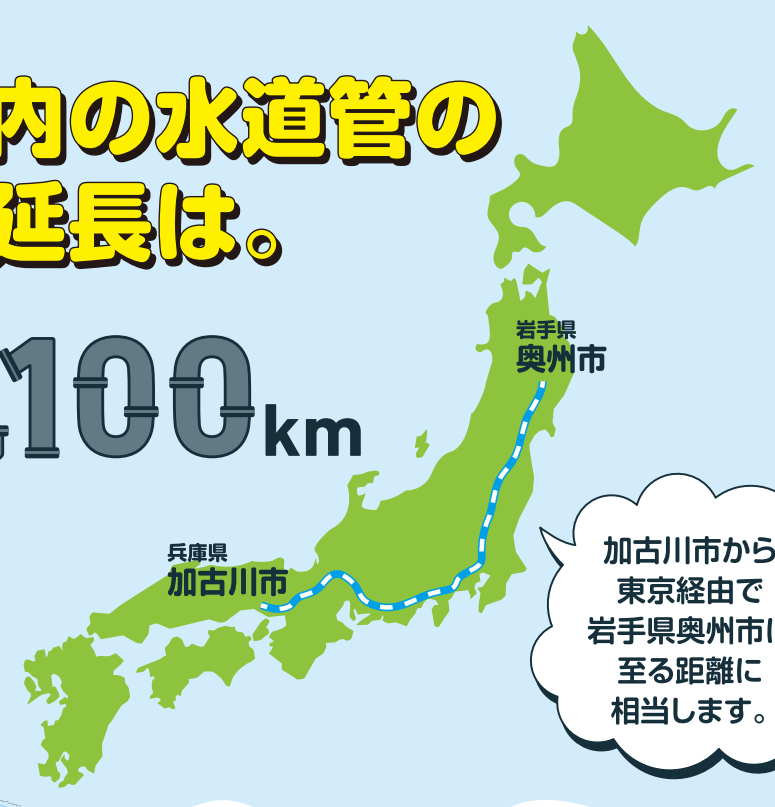 内の水道管の
延長は。
100km
岩手県
奥州市
兵庫県
加古川市
加古川市から
東京経由で
岩手県奥州市に
至る距離に
相当します。